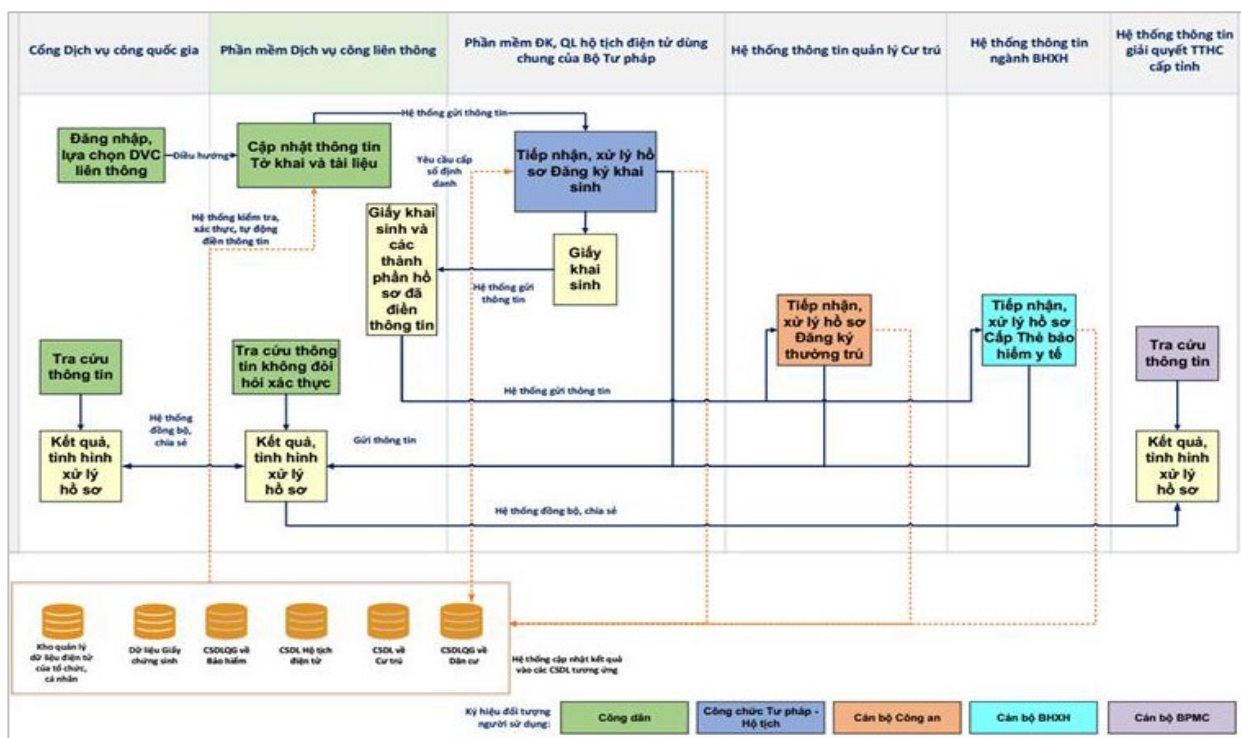 Cổng Dịch vụ công quốc gia
Phần mềm Dịch vụ công liên thông
Phần mềm ĐK, QL hộ tịch điện tử dùng
chung của Bộ Tư pháp
Hệ thống thông tin quản lý Cư trú
Hệ thống thông tin
ngành BHXH
Hệ thống thông tin
giải quyết TTHC
cấp tỉnh
Hệ thống gửi thông tin
Đăng nhập,
lựa chọn DVC
liên thông
Điều hướng
Cập nhật thông tin
Tờ khai và tài liệu
Yêu cầu cấp
số định
danh
Tiếp nhận, xử lý hồ
sơ Đăng ký khai
sinh
Hệ thống kiểm tra,
xác thực, tự động
điền thông tin
Giấy khai
sinh và
các
thành
phần hồ
sơ đã
điền
thông tin
Giấy
khai
sinh
Hệ thống gửi
thông tin
Tiếp nhận,
xử lý hồ sơ
Đăng ký
thường trú
Tiếp nhận,
xử lý hồ sơ
Cấp Thẻ bảo
hiểm y tế
Tra cứu
thông tin
Tra cứu thông
tin không đòi
hỏi xác thực
Tra cứu
thông tin
Hệ thống gửi thông tin
Hệ thống
đồng bộ,
chia sẻ
Gửi thông tin
Kết quả,
tình hình
xử lý
hồ sơ
Kết quả,
tình hình
xử lý
hồ sơ
Kết quả,
tình hình
xử lý
hồ sơ
Hệ thống đồng bộ, chia sẻ
Kho quản lý
dữ liệu điện tử
của tổ chức,
cá nhân
Dữ liệu Giấy
chứng sinh
CSDLQG về
Bảo hiểm
CSDL Hộ tịch
điện tử
CSDL về
Cư trú
CSDLQG về
Dân cư
Hệ thống cập nhật kết quả
vào các CSDL tương ứng
Ký hiệu đối tượng
người sử dụng:
Công dân
Công chức Tư pháp -
Hộ tịch
Cán bộ Công an
Cán bộ BHXH
Cán bộ BPMC